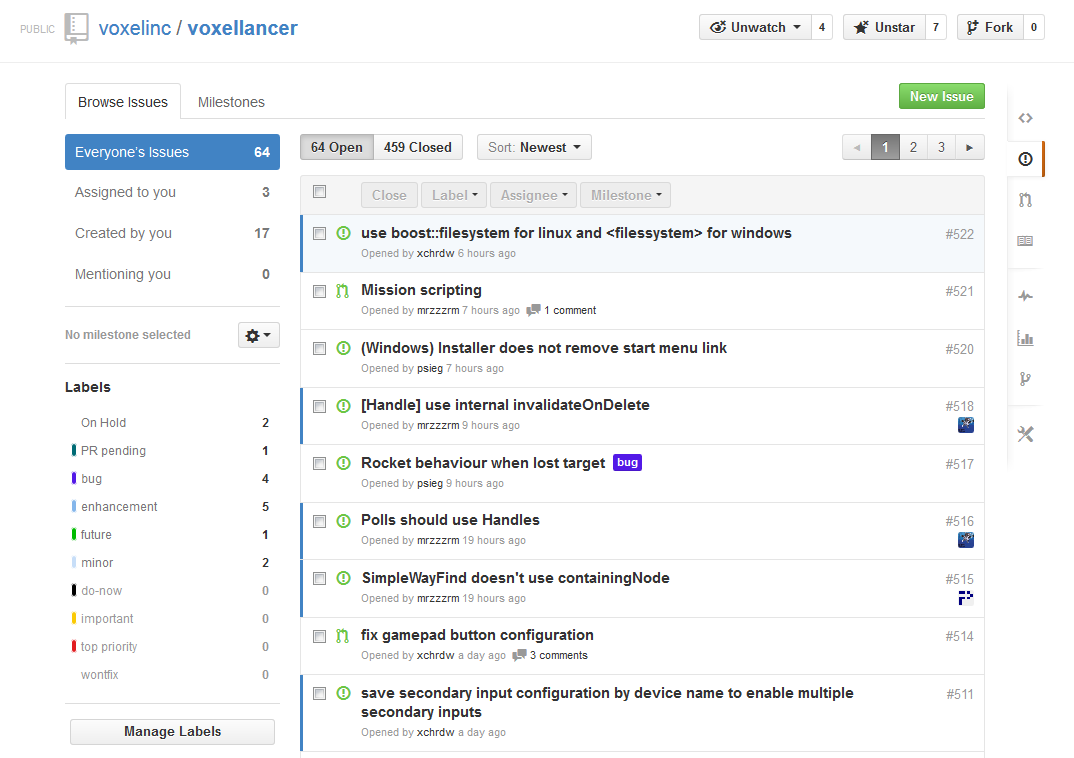 PUBLIC voxelinc / voxellancer Unwatch 4 Unstar 7 Fork 0
Browse Issues Milestones New Issue
Everyone's Issues 64
Assigned to you 3
Created by you 17
Mentioning you 0
No milestone selected
Labels
On Hold 2
PR pending 1
bug 4
enhancement 5
future 1
minor 2
do-now 0
important 0
top priority 0
wontfix 0
Manage Labels
64 Open 459 Closed Sort: Newest 1 2 3
Close Label Assignee Milestone
use boost::filesystem for linux and <filessystem> for windows #522
Opened by xchrdw 6 hours ago
Mission scripting #521
Opened by mrzzzrm 7 hours ago 1 comment
(Windows) Installer does not remove start menu link #520
Opened by psieg 7 hours ago
[Handle] use internal invalidateOnDelete #518
Opened by mrzzzrm 9 hours ago
Rocket behaviour when lost target bug #517
Opened by psieg 9 hours ago
Polls should use Handles #516
Opened by mrzzzrm 19 hours ago
SimpleWayFind doesn't use containingNode #515
Opened by mrzzzrm 19 hours ago
fix gamepad button configuration #514
Opened by xchrdw a day ago 3 comments
save secondary input configuration by device name to enable multiple #511
secondary inputs
Opened by xchrdw a day ago